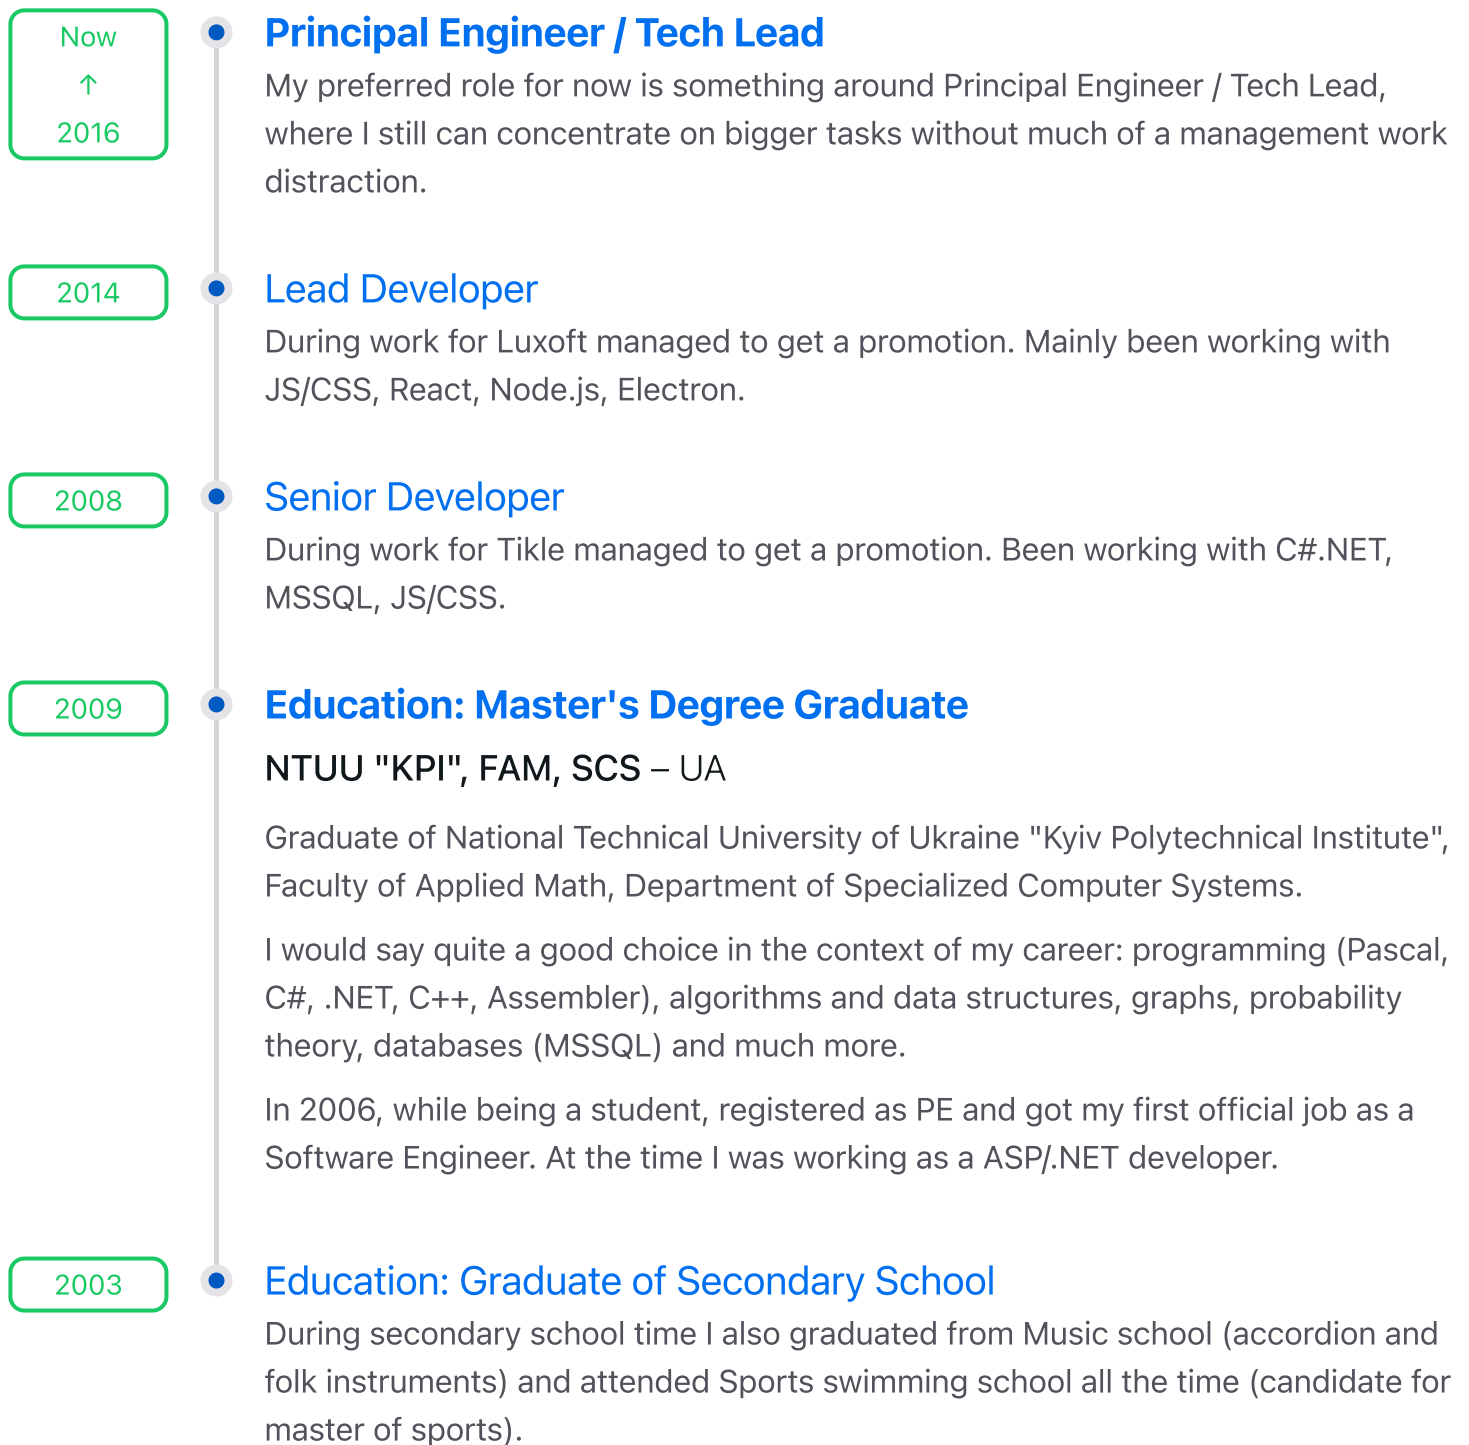 Now
↑
2016
Principal Engineer / Tech Lead
My preferred role for now is something around Principal Engineer / Tech Lead,
where I still can concentrate on bigger tasks without much of a management work
distraction.
2014
Lead Developer
During work for Luxoft managed to get a promotion. Mainly been working with
JS/CSS, React, Node.js, Electron.
2008
Senior Developer
During work for Tikle managed to get a promotion. Been working with C#.NET,
MSSQL, JS/CSS.
2009
Education: Master's Degree Graduate
NTUU "KPI", FAM, SCS – UA
Graduate of National Technical University of Ukraine "Kyiv Polytechnical Institute",
Faculty of Applied Math, Department of Specialized Computer Systems.
I would say quite a good choice in the context of my career: programming (Pascal,
C#, .NET, C++, Assembler), algorithms and data structures, graphs, probability
theory, databases (MSSQL) and much more.
In 2006, while being a student, registered as PE and got my first official job as a
Software Engineer. At the time I was working as a ASP/.NET developer.
2003
Education: Graduate of Secondary School
During secondary school time I also graduated from Music school (accordion and
folk instruments) and attended Sports swimming school all the time (candidate for
master of sports).